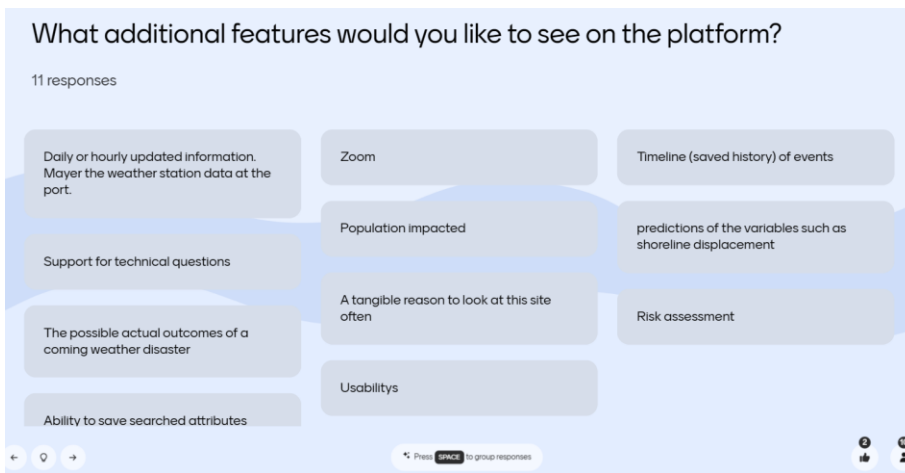 What additional features would you like to see on the platform?
11 responses
Daily or hourly updated information.
Mayer the weather station data at the
port.
Support for technical questions
The possible actual outcomes of a
coming weather disaster
Ability to save searched attributes
Zoom
Population impacted
A tangible reason to look at this site
often
Usabilitys
Timeline (saved history) of events
predictions of the variables such as
shoreline displacement
Risk assessment
Press SPACE to group responses
2